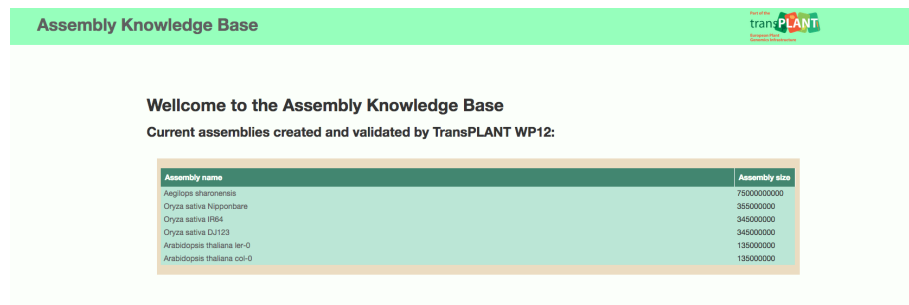 Assembly Knowledge Base
Part of the
transPLANT
European Plant
Genomics Infrastructure
Wellcome to the Assembly Knowledge Base
Current assemblies created and validated by TransPLANT WP12:
Assembly name Assembly size
Aegilops sharonensis 75000000000
Oryza sativa Nipponbare 355000000
Oryza sativa IR64 345000000
Oryza sativa DJ123 345000000
Arabidopsis thaliana ler-0 135000000
Arabidopsis thaliana col-0 135000000